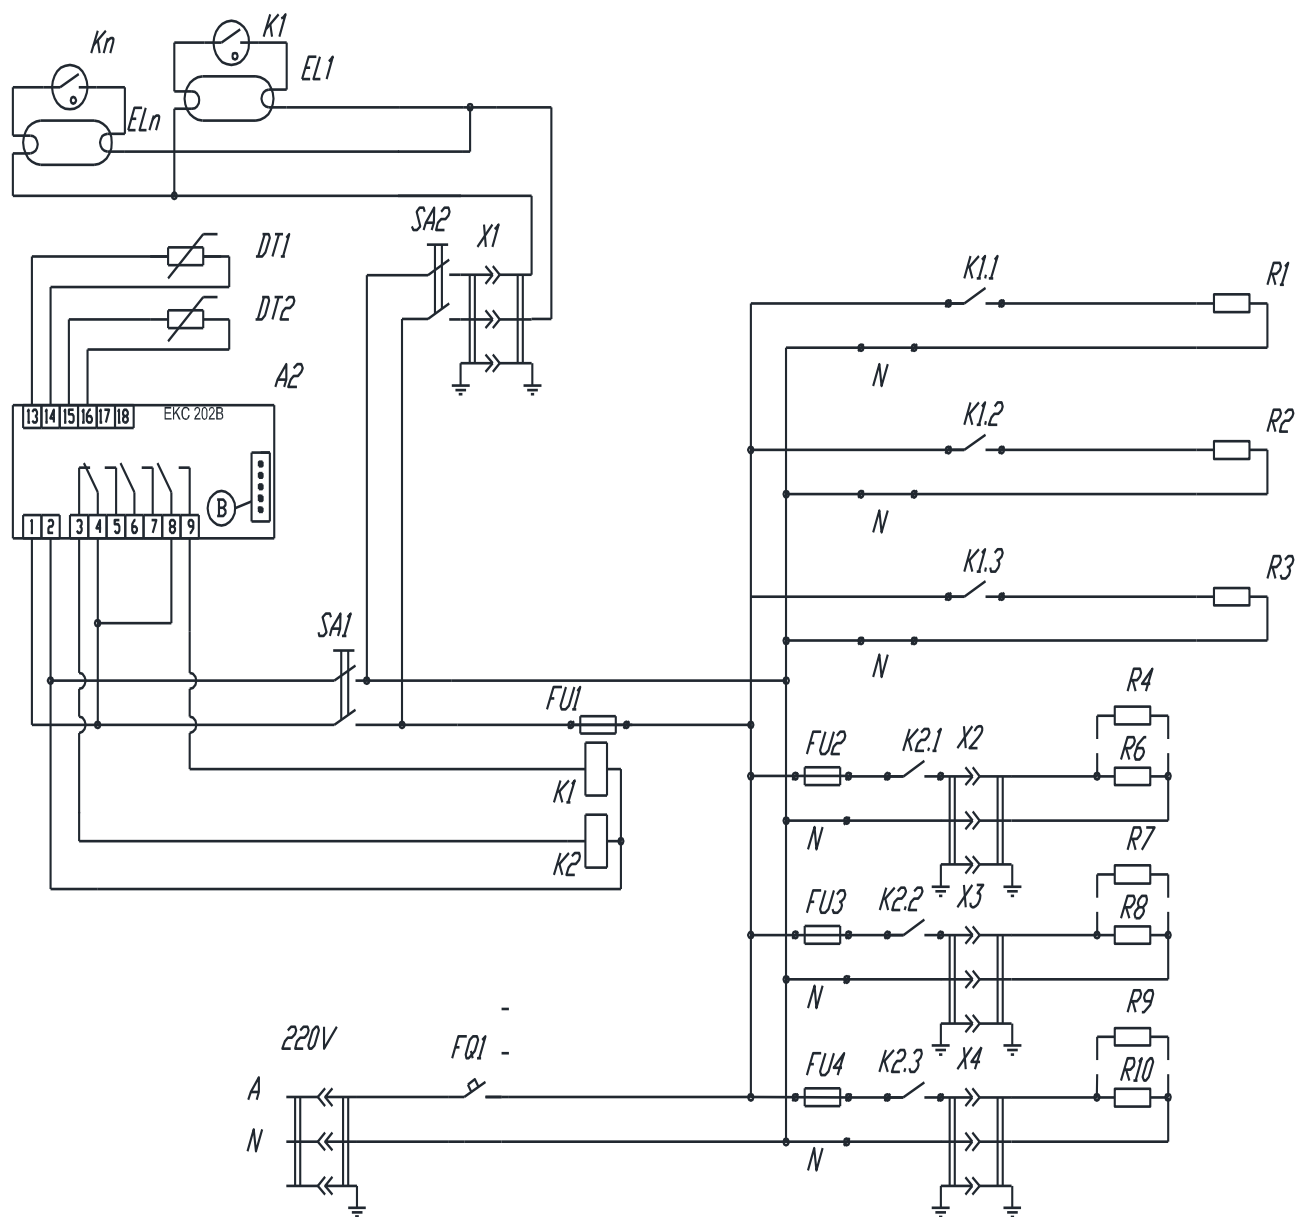 K1
Kn
EL1
ELn
SA2
X1
DT1
DT2
K1.1
R1
N
A2
13 14 15 16 17 18
EKC 202B
K1.2
R2
B
1 2 3 4 5 6 7 8 9
N
K1.3
R3
SA1
N
R4
FU1
FU2
K2.1
X2
R6
K1
N
R7
K2
FU3
K2.2
X3
R8
N
R9
220V
FQ1
FU4
K2.3
X4
R10
A
N
N